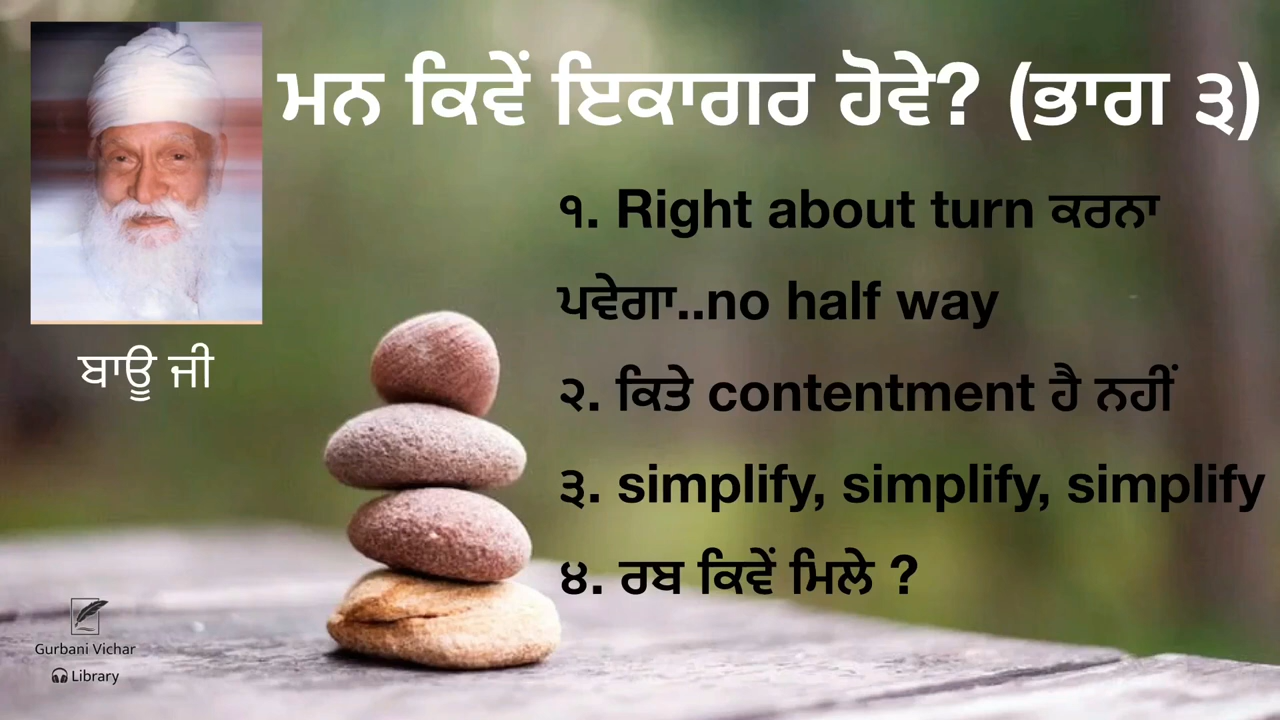 ਮਨ ਕਿਵੇਂ ਇਕਾਗਰ ਹੋਵੇ? (ਭਾਗ ੩)
੧. Right about turn ਕਰਨਾ
ਪਵੇਗਾ..no half way
੨. ਕਿਤੇ contentment ਹੈ ਨਹੀਂ
੩. simplify, simplify, simplify
੪. ਰਬ ਕਿਵੇਂ ਮਿਲੇ ?
ਬਾਊ ਜੀ
Gurbani Vichar
Library